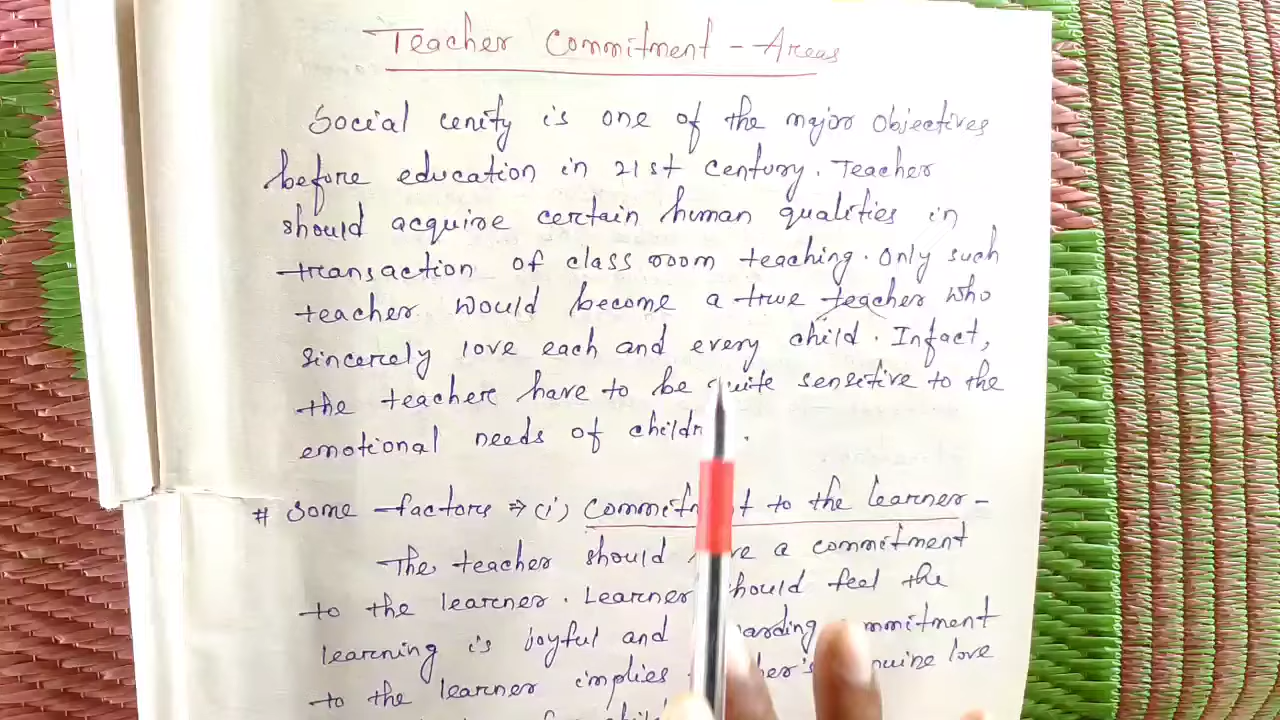 Teacher Commitment - Areas
Social cenity is one of the major objectives
before education in 21st century. Teacher
should acquire certain human qualities in
transaction of class room teaching. Only such
teacher would become a true teacher who
sincerely love each and every child. Infact,
the teacher have to be quite sensetive to the
emotional needs of
# Some factors ⇒ (i) Commitment to the learner -
The teacher should have a commitment
to the learner. Learner should feel the
learning is joyful and
to the learner implies love